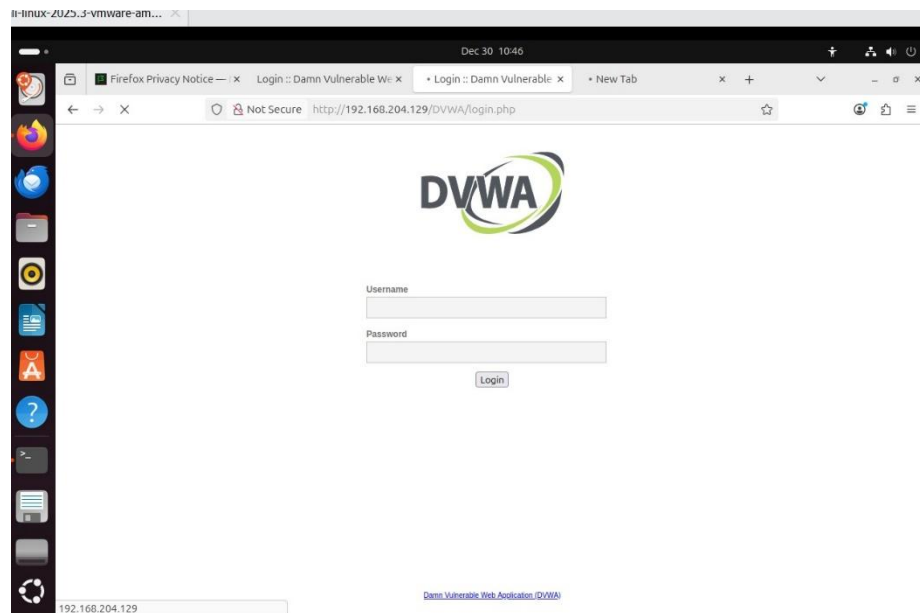 li-linux-2025.3-vmware-am...
Dec 30 10:46
Firefox Privacy Notice — Login :: Damn Vulnerable We Login :: Damn Vulnerable New Tab
Not Secure http://192.168.204.129/DVWA/login.php
DVWA
Username
Password
Login
Damn Vulnerable Web Application (DVWA)
192.168.204.129